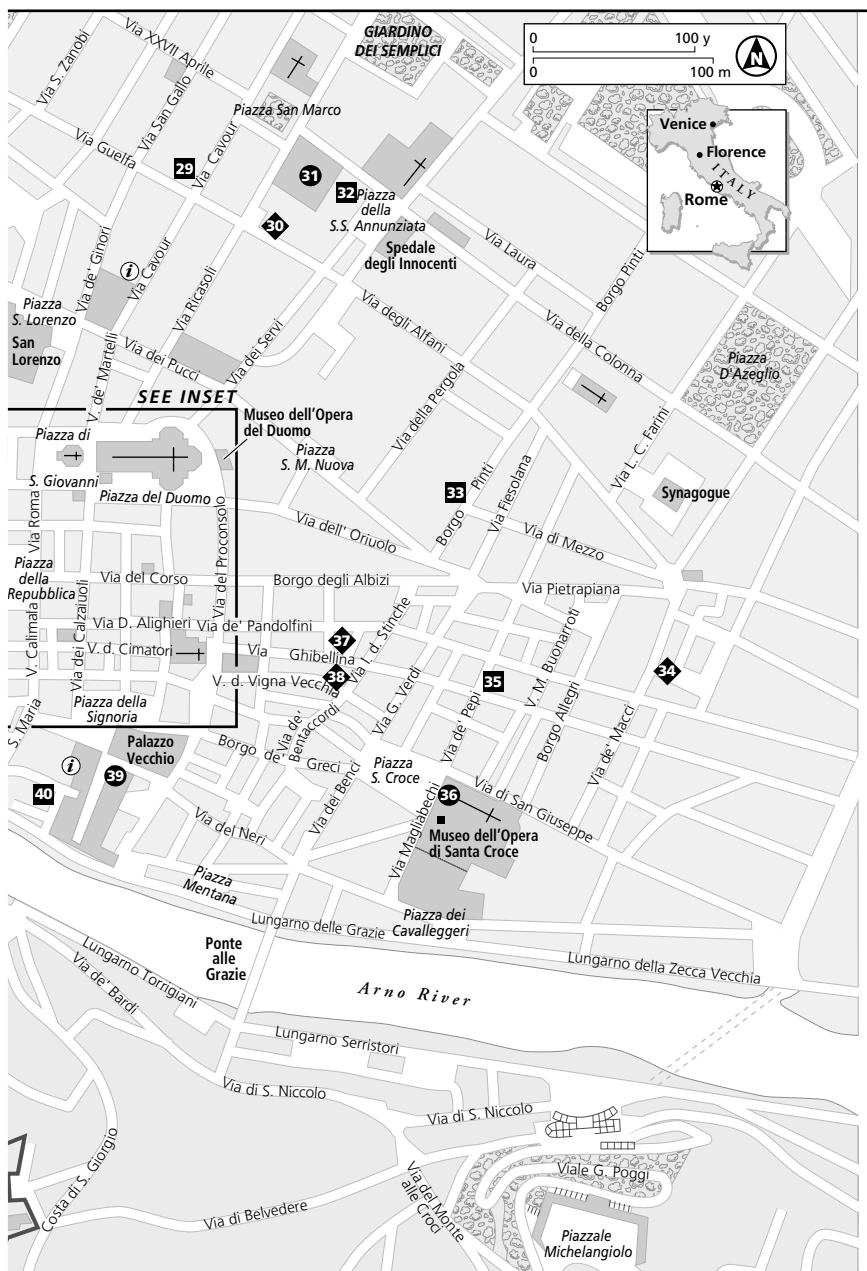 Via XXVII Aprile
Via S. Zanobi
Via San Gallo
GIARDINO
DEI SEMPLICI
0 100 y
0 100 m
N
Piazza San Marco
Via Guelfa
29
Via Cavour
31
32
Piazza
della
S.S. Annunziata
30
Spedale
degli Innocenti
Via Laura
Borgo Pinti
Venice
Florence
ITALY
Rome
Via de' Ginori
i
Via Cavour
Via Ricasoli
Piazza
S. Lorenzo
San
Lorenzo
Via dei Pucci
Via dei Servi
Via degli Alfani
Via della Colonna
Piazza
D'Azeglio
V. de' Martelli
SEE INSET
Museo dell'Opera
del Duomo
Via della Pergola
Piazza di
S. Giovanni
Piazza del Duomo
Piazza
S. M. Nuova
Via L. C. Farini
Synagogue
33
Borgo Pinti
Via Fiesolana
Via di Mezzo
Via Roma
Via dell' Oriuolo
Via del Proconsolo
Piazza
della
Repubblica
Via del Corso
Borgo degli Albizi
Via Pietrapiana
Via dei Calzaiuoli
Via D. Alighieri
Via de' Pandolfini
V. Calimala
V. d. Cimatori
Via Ghibellina
37
Via I. d. Stinche
38
V. d. Vigna Vecchia
35
V. M. Buonarroti
34
Piazza della
Signoria
Via G. Verdi
Via de' Pepi
Borgo Allegri
Via de' Macci
S. Maria
Palazzo
Vecchio
Borgo de' Greci
Via de'
Bentaccordi
Piazza
S. Croce
Via di San Giuseppe
i
39
40
Via dei Benci
36
Via Magliabechi
Museo dell'Opera
di Santa Croce
Via dei Neri
Piazza
Mentana
Piazza dei
Cavalleggeri
Lungarno delle Grazie
Lungarno della Zecca Vecchia
Ponte
alle
Grazie
Lungarno Torrigiani
Via de' Bardi
Arno River
Lungarno Serristori
Via di S. Niccolo
Via di S. Niccolo
Costa di S. Giorgio
Via di Belvedere
Via del Monte
alle Croci
Viale G. Poggi
Piazzale
Michelangiolo